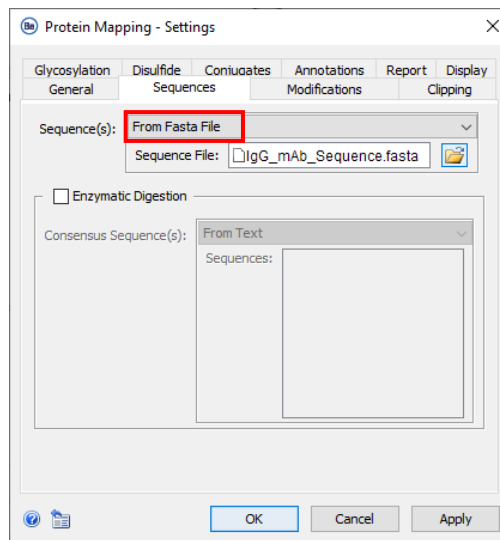 Be Protein Mapping - Settings
Glycosylation Disulfide Conjugates Annotations Report Display
General Sequences Modifications Clipping
Sequence(s): From Fasta File
Sequence File: IgG_mAb_Sequence.fasta
Enzymatic Digestion
Consensus Sequence(s): From Text
Sequences:
OK Cancel Apply